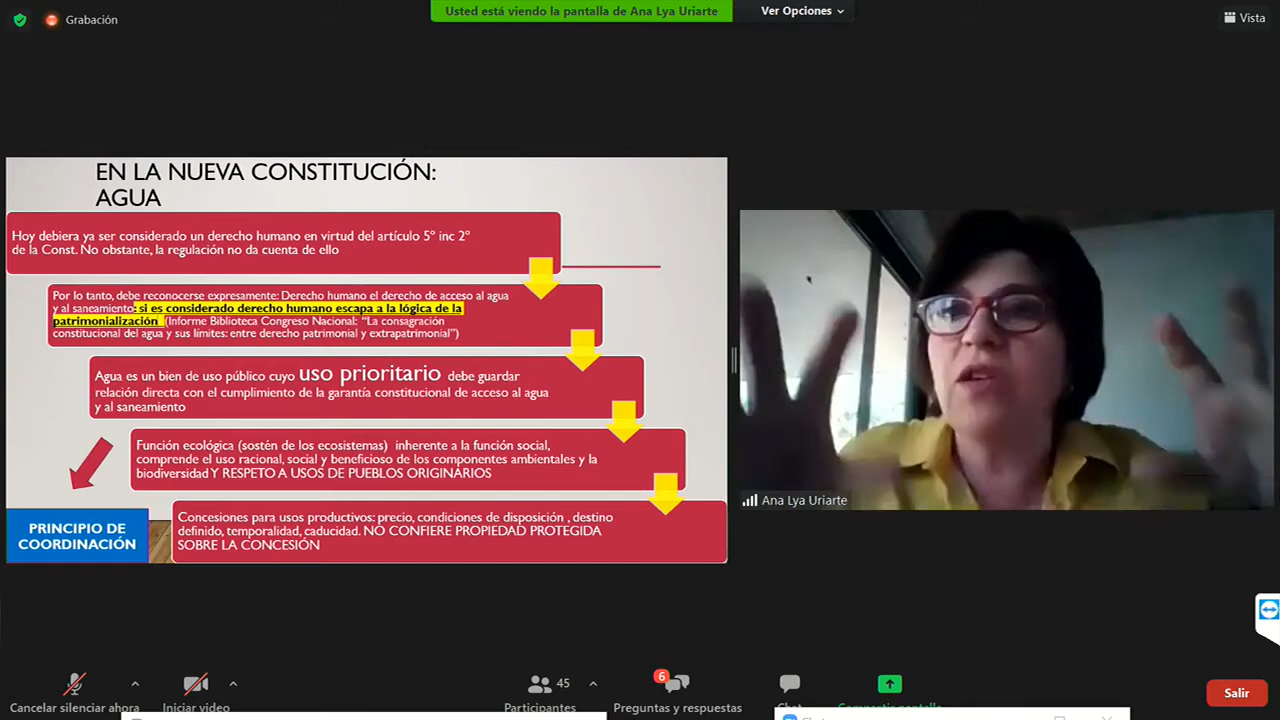 Grabación
Usted está viendo la pantalla de Ana Lya Uriarte
Ver Opciones
Vista
EN LA NUEVA CONSTITUCIÓN:
AGUA
Hoy debiera ya ser considerado un derecho humano en virtud del artículo 5º inc 2º
de la Const. No obstante, la regulación no da cuenta de ello
Por lo tanto, debe reconocerse expresamente: Derecho humano el derecho de acceso al agua
y al saneamiento: si es considerado derecho humano escapa a la lógica de la
patrimonialización (Informe Biblioteca Congreso Nacional: "La consagración
constitucional del agua y sus límites: entre derecho patrimonial y extrapatrimonial")
Agua es un bien de uso público cuyo uso prioritario debe guardar
relación directa con el cumplimiento de la garantía constitucional de acceso al agua
y al saneamiento
Función ecológica (sostén de los ecosistemas) inherente a la función social,
comprende el uso racional, social y beneficioso de los componentes ambientales y la
biodiversidad Y RESPETO A USOS DE PUEBLOS ORIGINARIOS
PRINCIPIO DE
COORDINACIÓN
Concesiones para usos productivos: precio, condiciones de disposición , destino
definido, temporalidad, caducidad. NO CONFIERE PROPIEDAD PROTEGIDA
SOBRE LA CONCESIÓN
Ana Lya Uriarte
Cancelar silenciar ahora
Iniciar video
45
Participantes
6
Preguntas y respuestas
Chat
Compartir pantalla
Salir